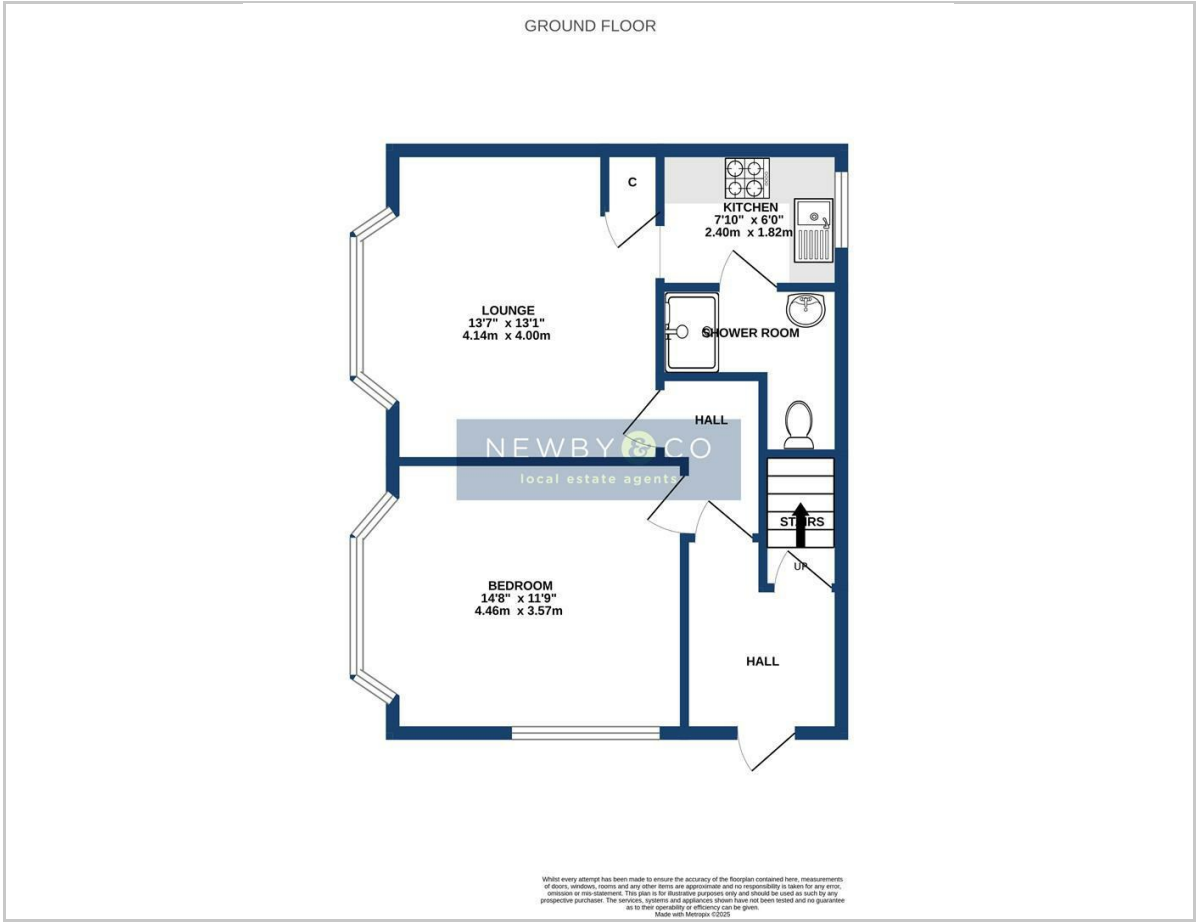 GROUND FLOOR
C
KITCHEN
7'10" x 6'0"
2.40m x 1.82m
LOUNGE
13'7" x 13'1"
4.14m x 4.00m
SHOWER ROOM
HALL
NEWBY & CO
local estate agents
STAIRS
UP
BEDROOM
14'8" x 11'9"
4.46m x 3.57m
HALL
Whilst every attempt has been made to ensure the accuracy of the floorplan contained here, measurements
of doors, windows, rooms and any other items are approximate and no responsibility is taken for any error,
omission or mis-statement. This plan is for illustrative purposes only and should be used as such by any
prospective purchaser. The services, systems and appliances shown have not been tested and no guarantee
as to their operability or efficiency can be given.
Made with Metropix ©2025